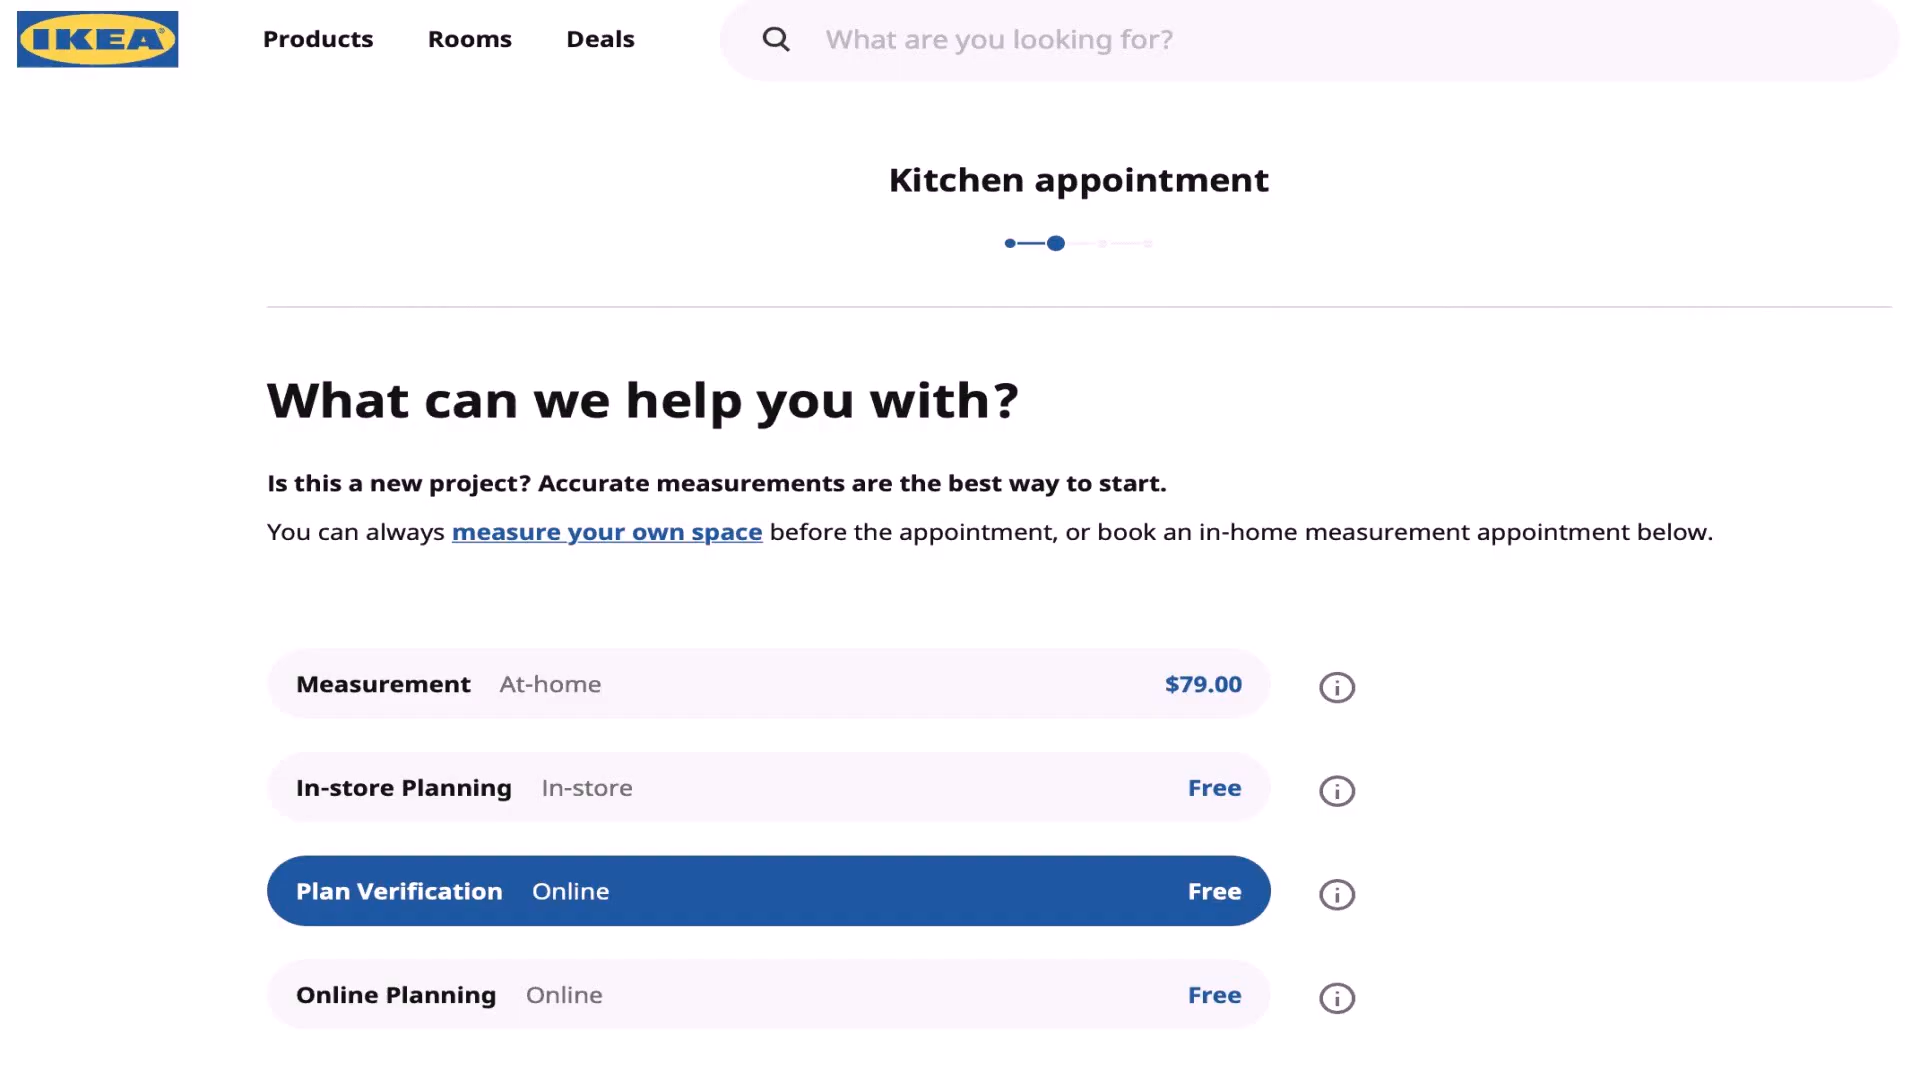 IKEA
Products Rooms Deals What are you looking for?
Kitchen appointment
What can we help you with?
Is this a new project? Accurate measurements are the best way to start.
You can always measure your own space before the appointment, or book an in-home measurement appointment below.
Measurement At-home $79.00
In-store Planning In-store Free
Plan Verification Online Free
Online Planning Online Free